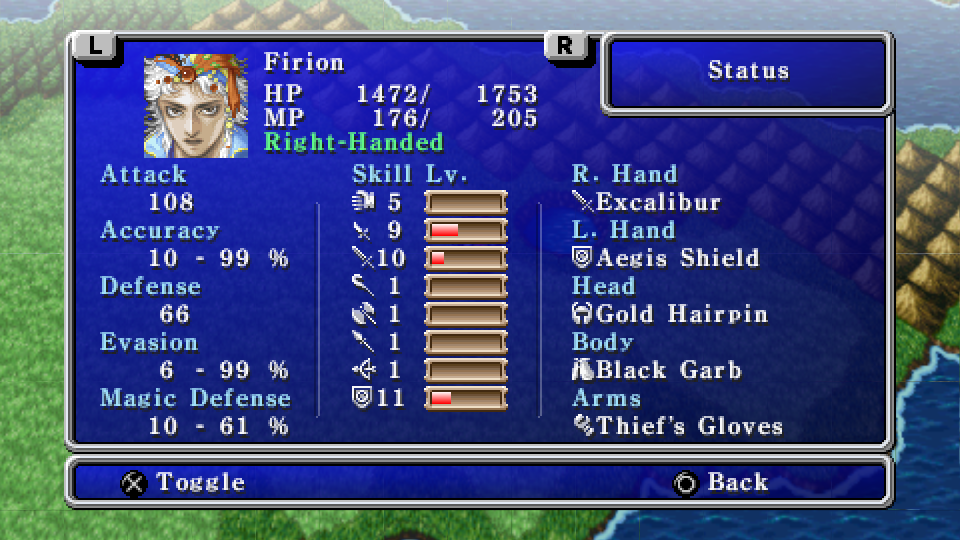 L
R
Firion
Status
HP 1472/ 1753
MP 176/ 205
Right-Handed
Attack
108
Accuracy
10 - 99 %
Defense
66
Evasion
6 - 99 %
Magic Defense
10 - 61 %
Skill Lv.
5
9
10
1
1
1
1
11
R. Hand
Excalibur
L. Hand
Aegis Shield
Head
Gold Hairpin
Body
Black Garb
Arms
Thief's Gloves
Toggle
Back